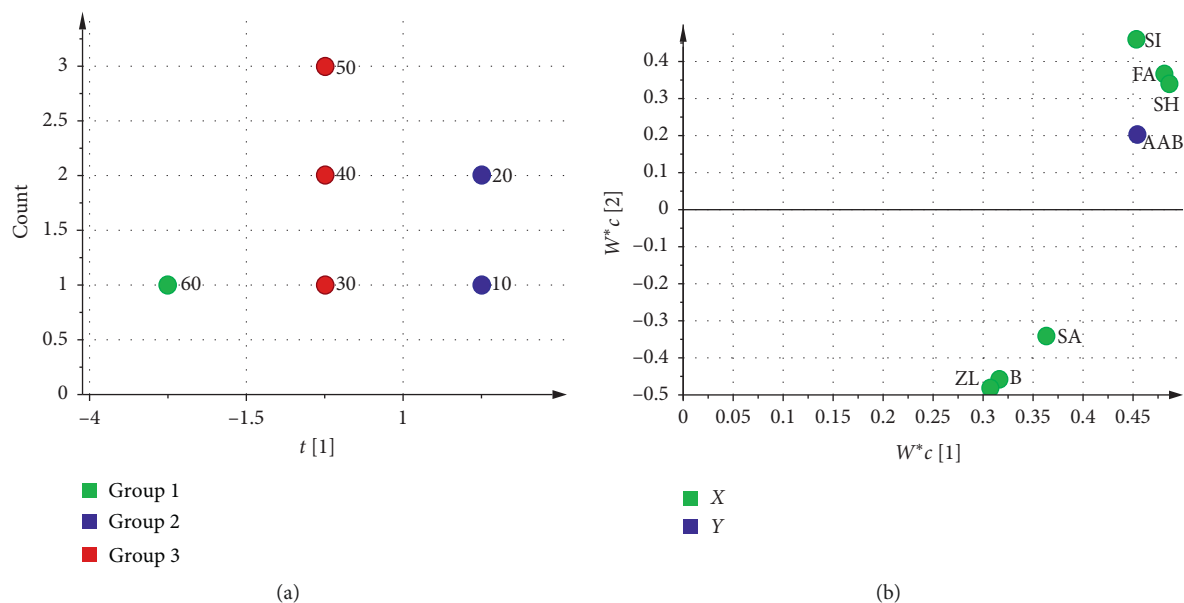 Count
3
2.5
2
1.5
1
0.5
0
50
40
20
60
30
10
–4
–1.5
1
t [1]
Group 1
Group 2
Group 3
(a)
W*c [2]
0.4
0.3
0.2
0.1
0
–0.1
–0.2
–0.3
–0.4
–0.5
SI
FA
SH
AAB
SA
ZL
B
0
0.05
0.1
0.15
0.2
0.25
0.3
0.35
0.4
0.45
W*c [1]
X
Y
(b)